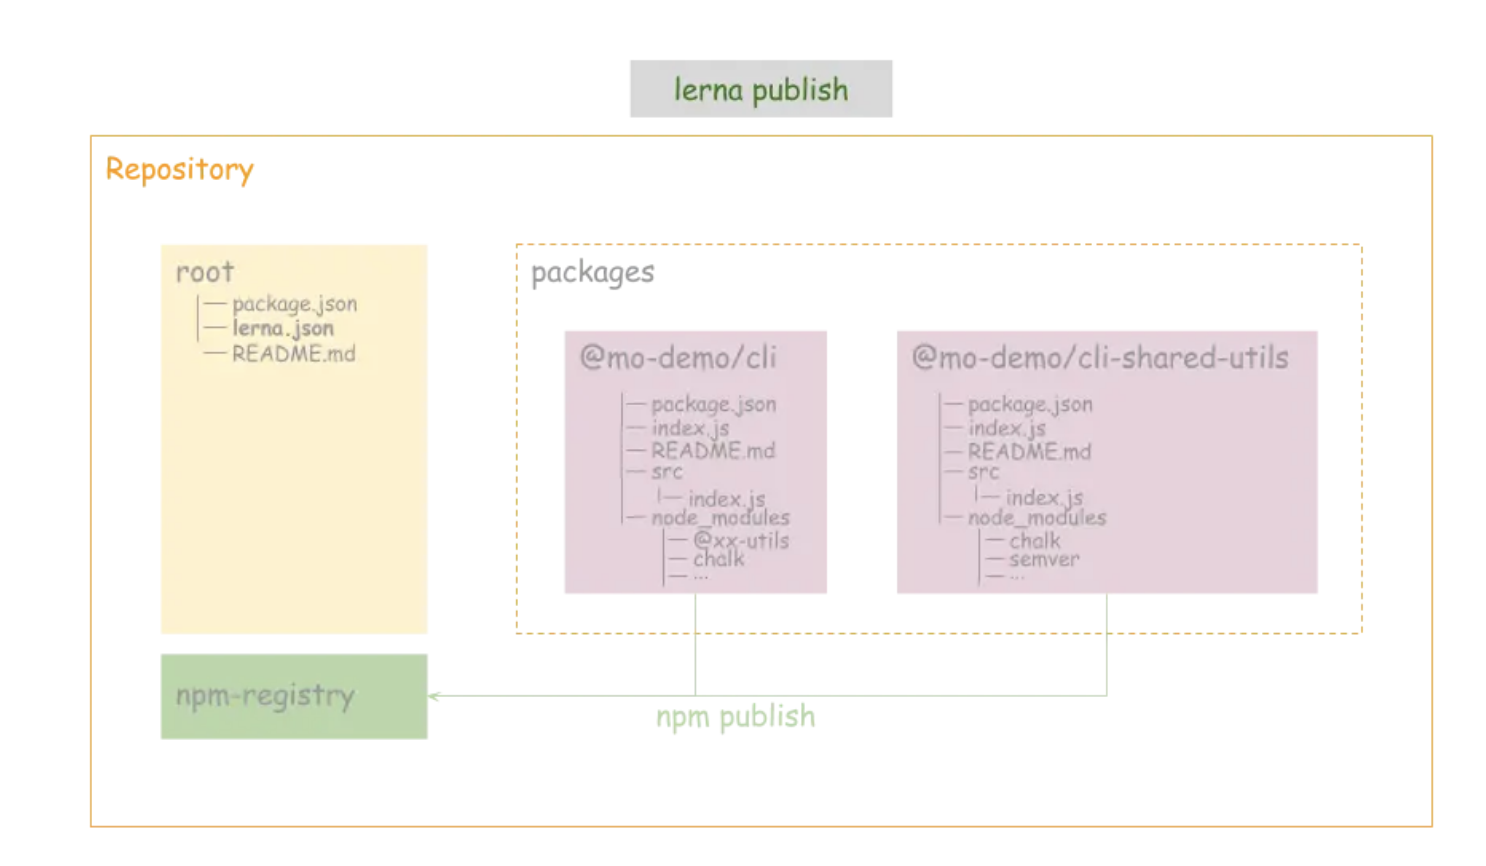 lerna publish
Repository
root
package.json
lerna.json
README.md
packages
@mo-demo/cli
package.json
index.js
README.md
src
index.js
node_modules
@xx-utils
chalk
...
@mo-demo/cli-shared-utils
package.json
index.js
README.md
src
index.js
node_modules
chalk
semver
...
npm-registry
npm publish